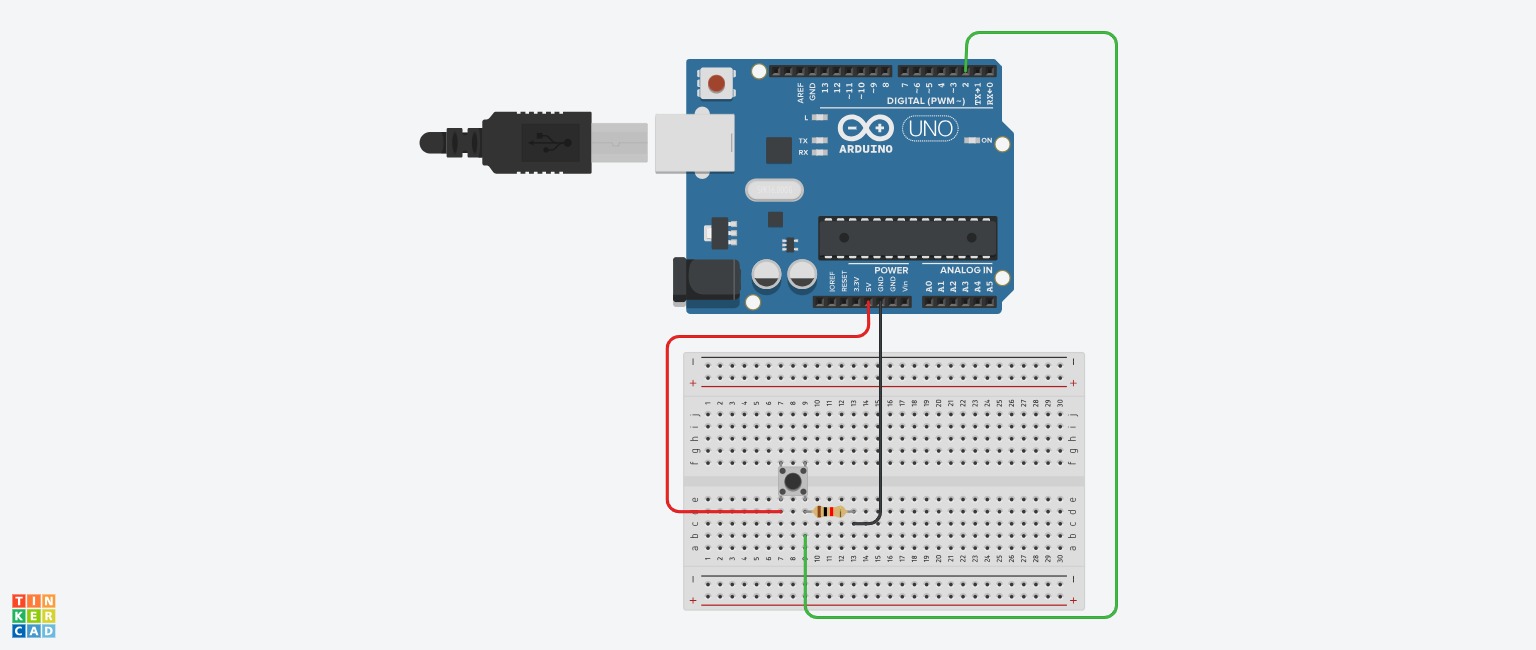 AREF GND 13 12 ~11 ~10 ~9 8 7 ~6 ~5 4 ~3 2 TX→1 RX←0
DIGITAL (PWM~)
L
TX
RX
UNO
ON
ARDUINO
POWER ANALOG IN
IOREF RESET 3.3V 5V GND GND Vin A0 A1 A2 A3 A4 A5
1 2 3 4 5 6 7 8 9 10 11 12 13 14 15 16 17 18 19 20 21 22 23 24 25 26 27 28 29 30
j j
i i
h h
g g
f f
e e
d d
c c
b b
a a
1 2 3 4 5 6 7 8 9 10 11 12 13 14 15 16 17 18 19 20 21 22 23 24 25 26 27 28 29 30
TIN
KER
CAD